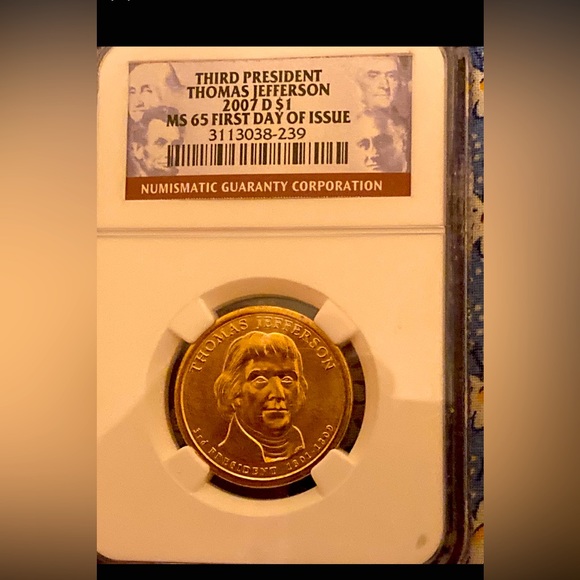 THIRD PRESIDENT
THOMAS JEFFERSON
2007 D $1
MS 65 FIRST DAY OF ISSUE
3113038-239
NUMISMATIC GUARANTY CORPORATION
THOMAS JEFFERSON
3rd PRESIDENT 1801-1809